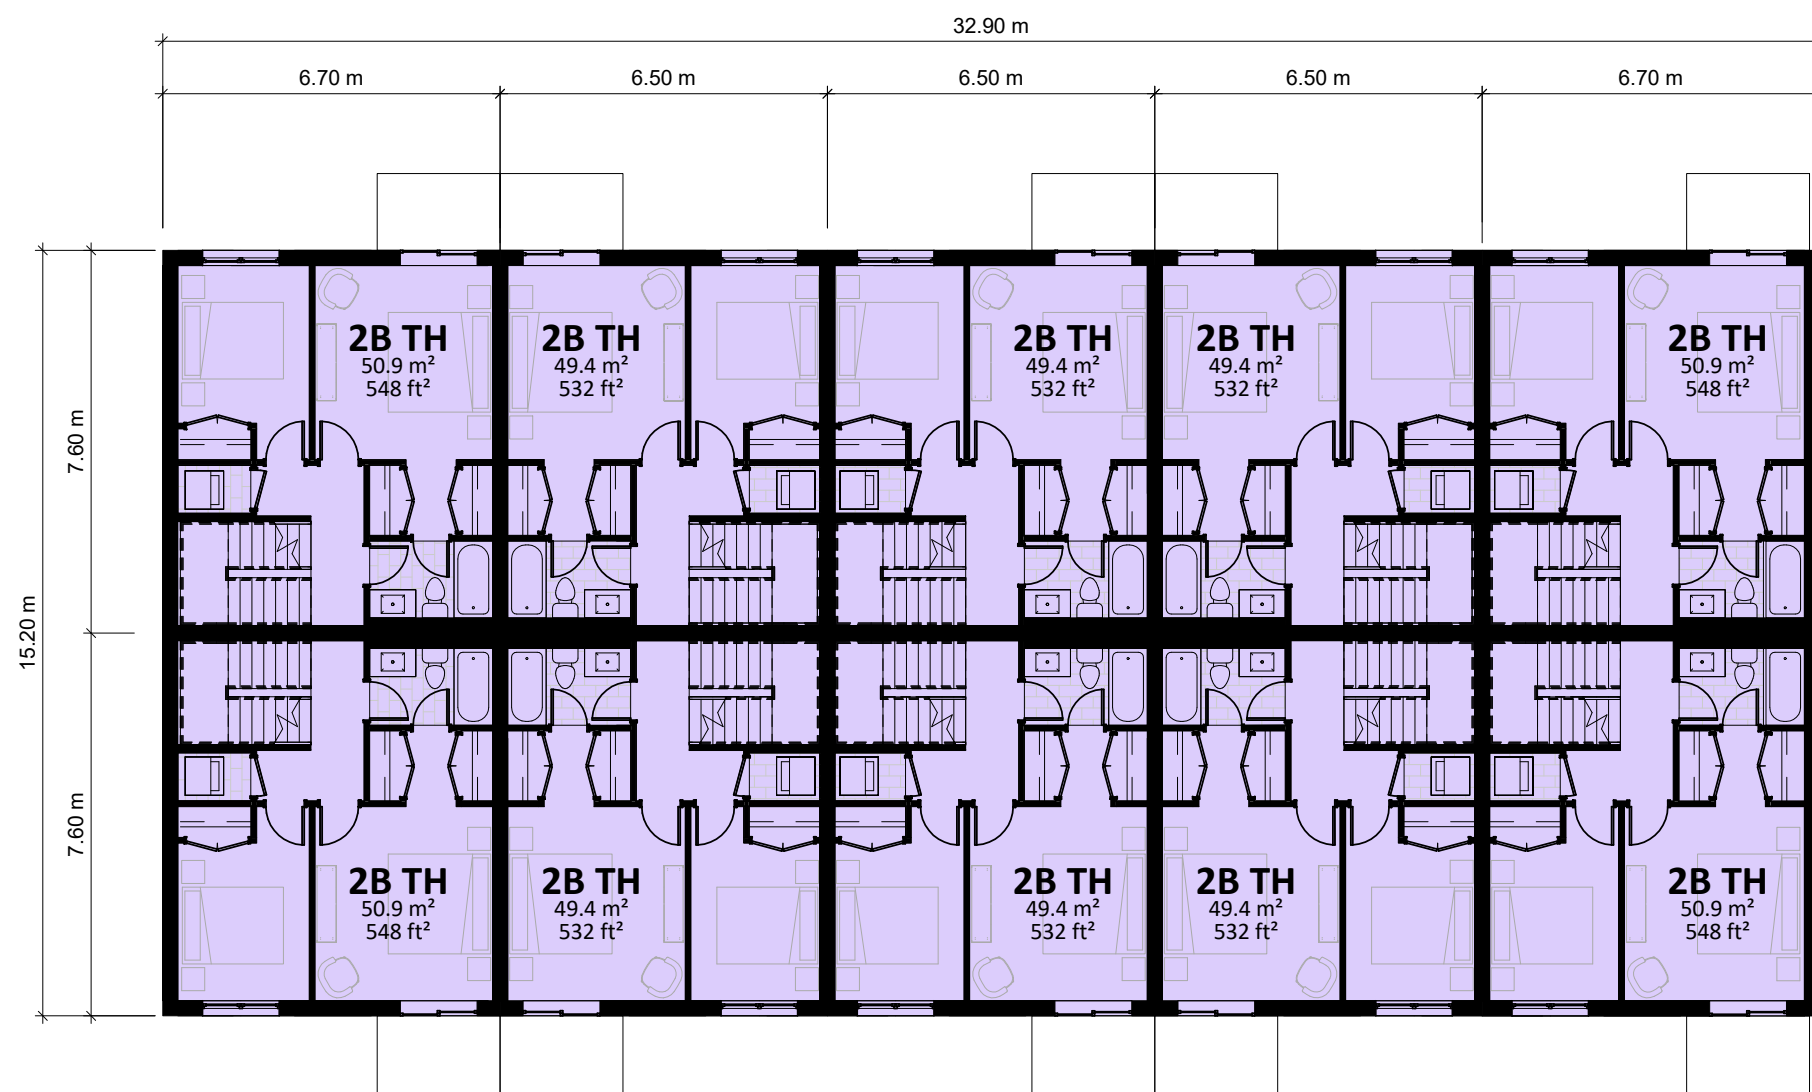 32.90 m
6.70 m
6.50 m
6.50 m
6.50 m
6.70 m
15.20 m
7.60 m
7.60 m
2B TH
50.9 m²
548 ft²
2B TH
49.4 m²
532 ft²
2B TH
49.4 m²
532 ft²
2B TH
49.4 m²
532 ft²
2B TH
50.9 m²
548 ft²
2B TH
50.9 m²
548 ft²
2B TH
49.4 m²
532 ft²
2B TH
49.4 m²
532 ft²
2B TH
49.4 m²
532 ft²
2B TH
50.9 m²
548 ft²